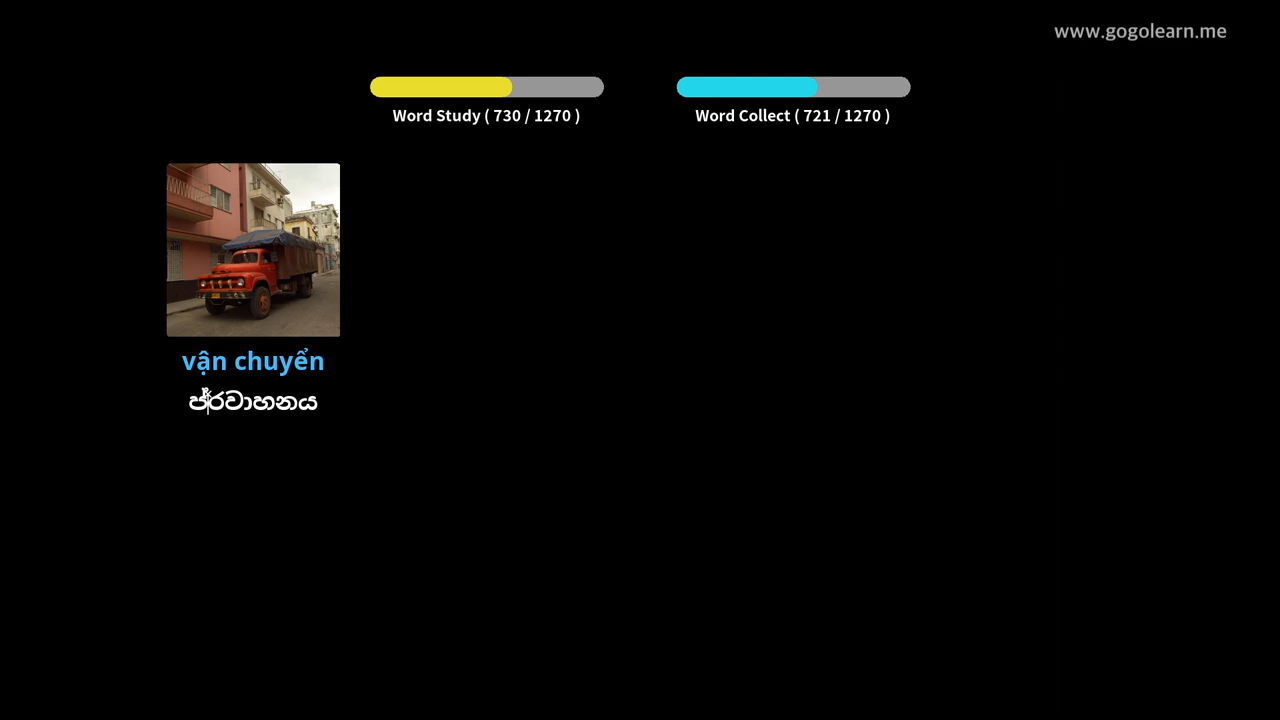 www.gogolearn.me
Word Study ( 730 / 1270 )
Word Collect ( 721 / 1270 )
vận chuyển
ප්‍රවාහනය